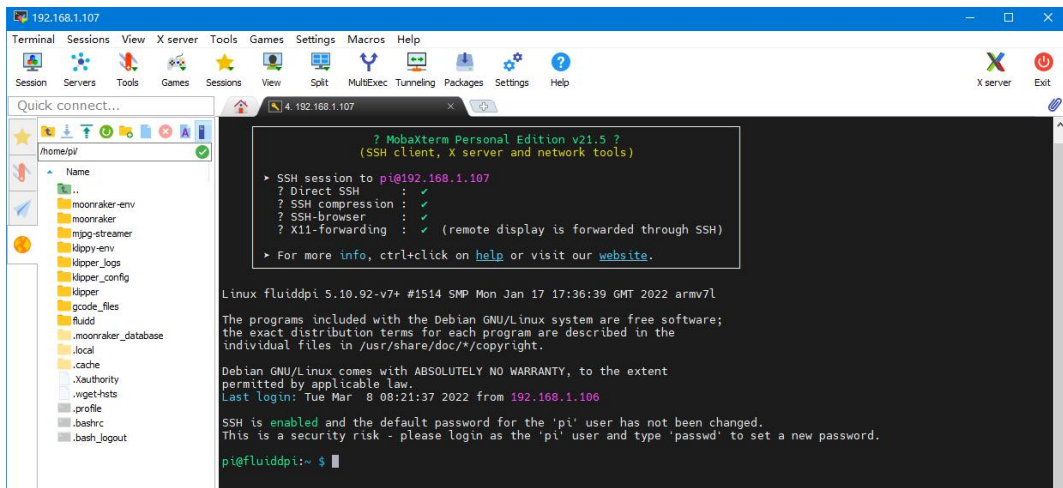 192.168.1.107
Terminal Sessions View X server Tools Games Settings Macros Help
Session Servers Tools Games Sessions View Split MultiExec Tunneling Packages Settings Help X server Exit
Quick connect...
4. 192.168.1.107
/home/pi/
Name
..
moonraker-env
moonraker
mjpg-streamer
klippy-env
klipper_logs
klipper_config
klipper
gcode_files
fluidd
.moonraker_database
.local
.cache
.Xauthority
.wget-hsts
.profile
.bashrc
.bash_logout
? MobaXterm Personal Edition v21.5 ?
(SSH client, X server and network tools)
➤ SSH session to pi@192.168.1.107
? Direct SSH : ✔
? SSH compression : ✔
? SSH-browser : ✔
? X11-forwarding : ✔ (remote display is forwarded through SSH)
➤ For more info, ctrl+click on help or visit our website.
Linux fluiddpi 5.10.92-v7+ #1514 SMP Mon Jan 17 17:36:39 GMT 2022 armv7l
The programs included with the Debian GNU/Linux system are free software;
the exact distribution terms for each program are described in the
individual files in /usr/share/doc/*/copyright.
Debian GNU/Linux comes with ABSOLUTELY NO WARRANTY, to the extent
permitted by applicable law.
Last login: Tue Mar 8 08:21:37 2022 from 192.168.1.106
SSH is enabled and the default password for the 'pi' user has not been changed.
This is a security risk - please login as the 'pi' user and type 'passwd' to set a new password.
pi@fluiddpi:~ $